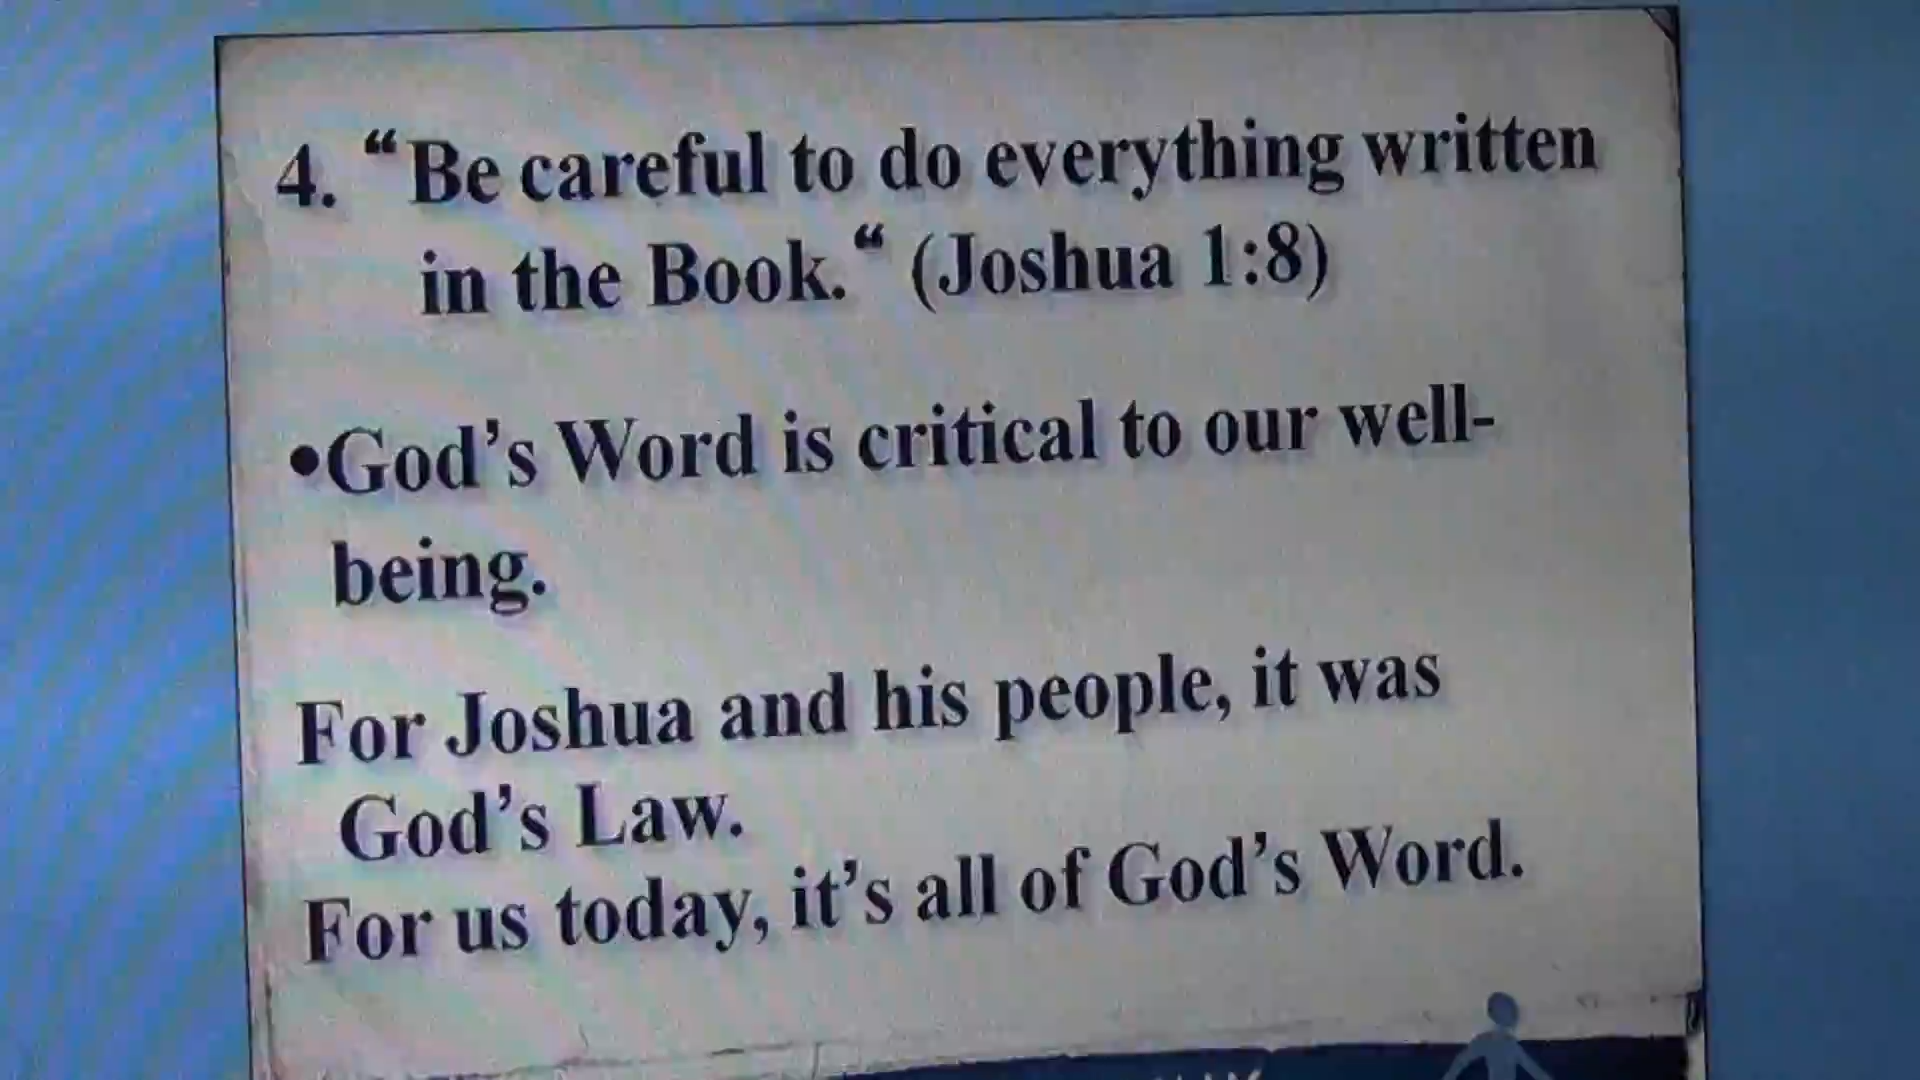 4. “Be careful to do everything written
in the Book.“ (Joshua 1:8)
•God’s Word is critical to our well-
being.
For Joshua and his people, it was
God’s Law.
For us today, it’s all of God’s Word.